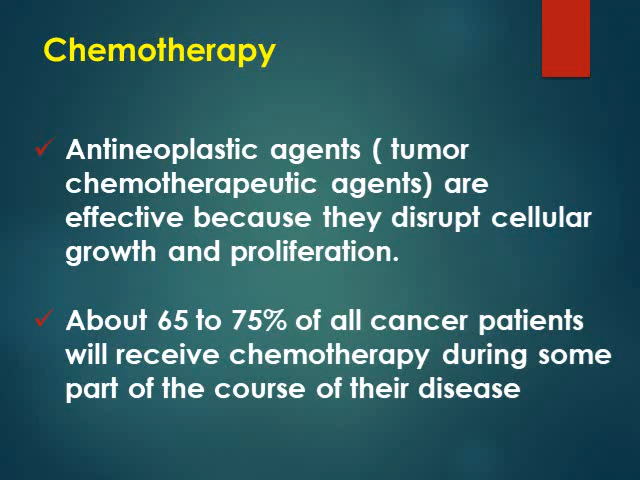 Chemotherapy
✓ Antineoplastic agents ( tumor
chemotherapeutic agents) are
effective because they disrupt cellular
growth and proliferation.
✓ About 65 to 75% of all cancer patients
will receive chemotherapy during some
part of the course of their disease